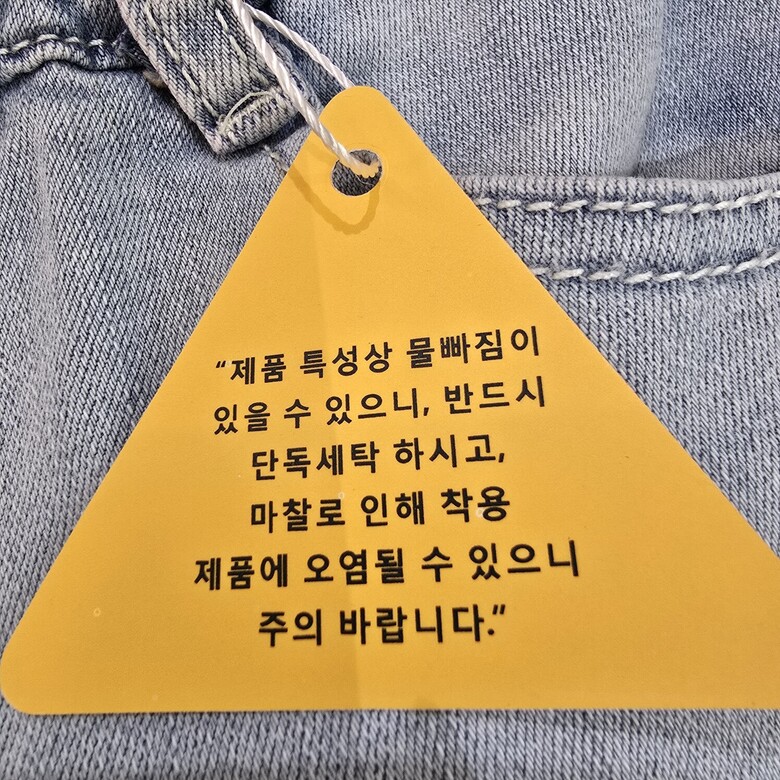 “제품 특성상 물빠짐이
있을 수 있으니, 반드시
단독세탁 하시고,
마찰로 인해 착용
제품에 오염될 수 있으니
주의 바랍니다.”